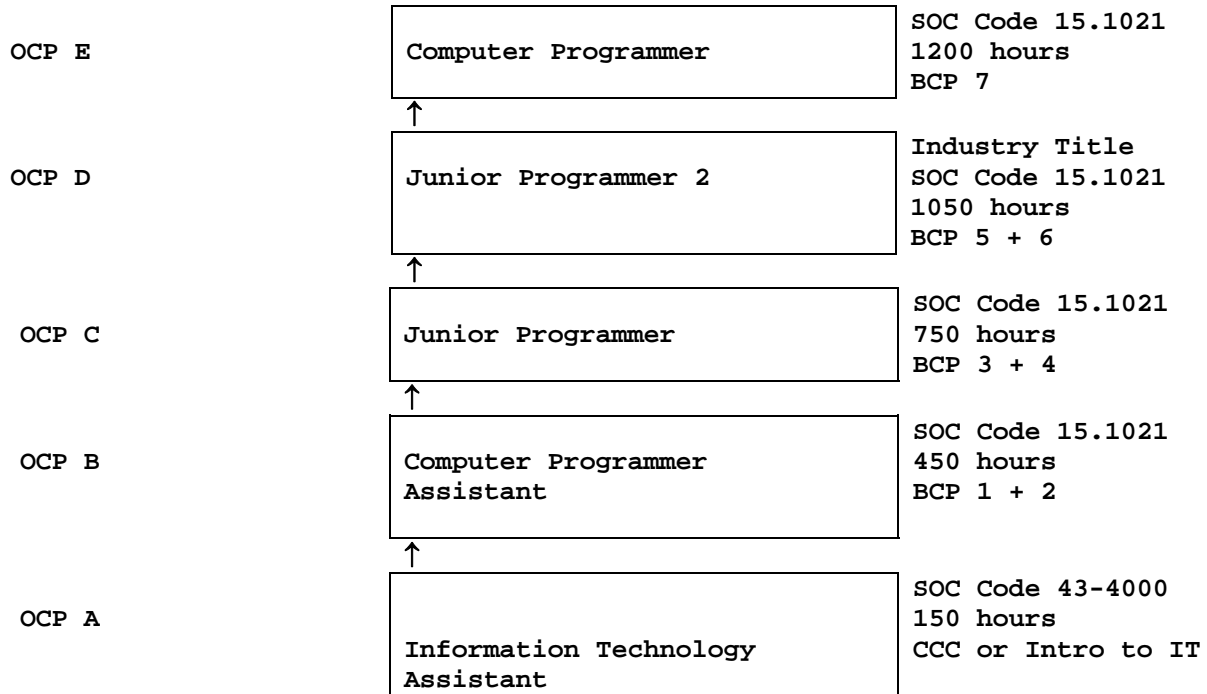 OCP E
Computer Programmer
SOC Code 15.1021
1200 hours
BCP 7
↑
OCP D
Junior Programmer 2
Industry Title
SOC Code 15.1021
1050 hours
BCP 5 + 6
↑
OCP C
Junior Programmer
SOC Code 15.1021
750 hours
BCP 3 + 4
↑
OCP B
Computer Programmer
Assistant
SOC Code 15.1021
450 hours
BCP 1 + 2
↑
OCP A
Information Technology
Assistant
SOC Code 43-4000
150 hours
CCC or Intro to IT